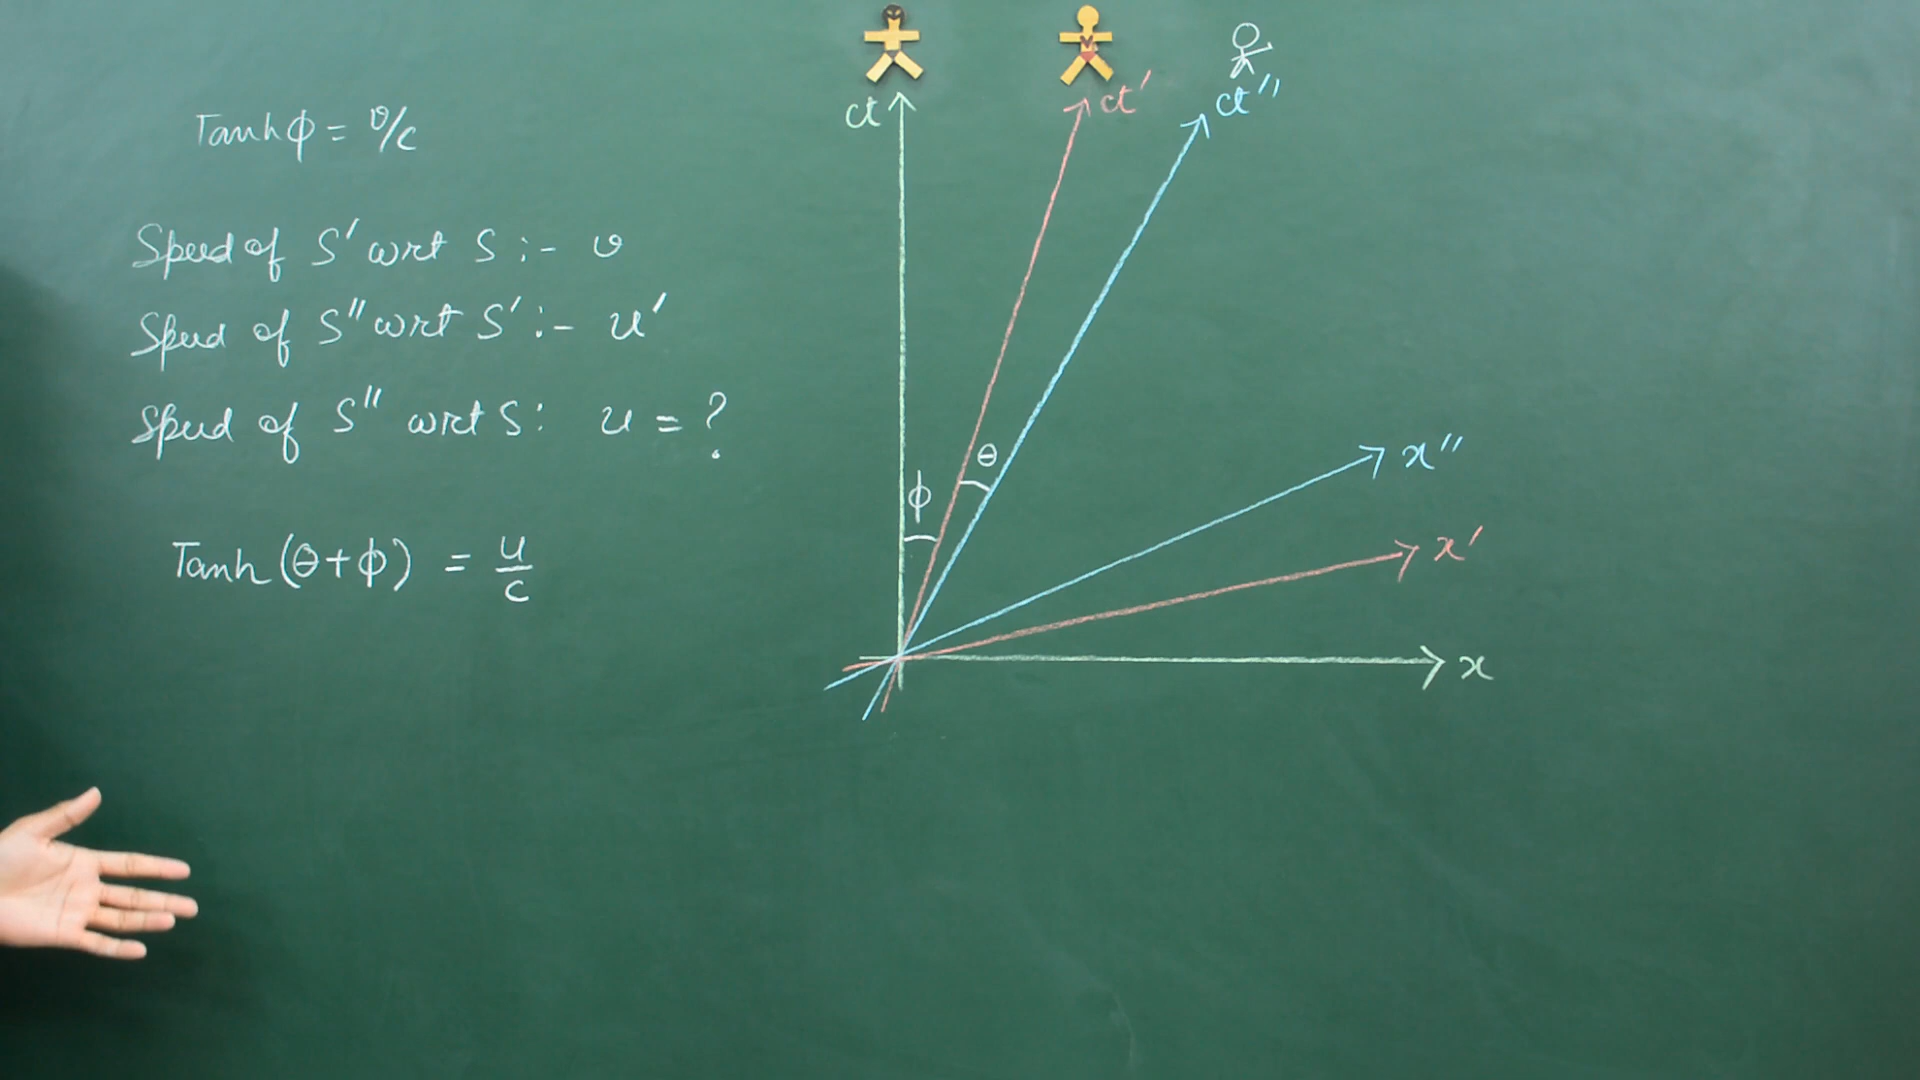 Tanh ϕ = v/c
Speed of S' wrt S :- v
Speed of S'' wrt S' :- u'
Speed of S'' wrt S : u = ?
Tanh (θ+ϕ) = u/c
ct
ct'
ct''
θ
ϕ
x''
x'
x